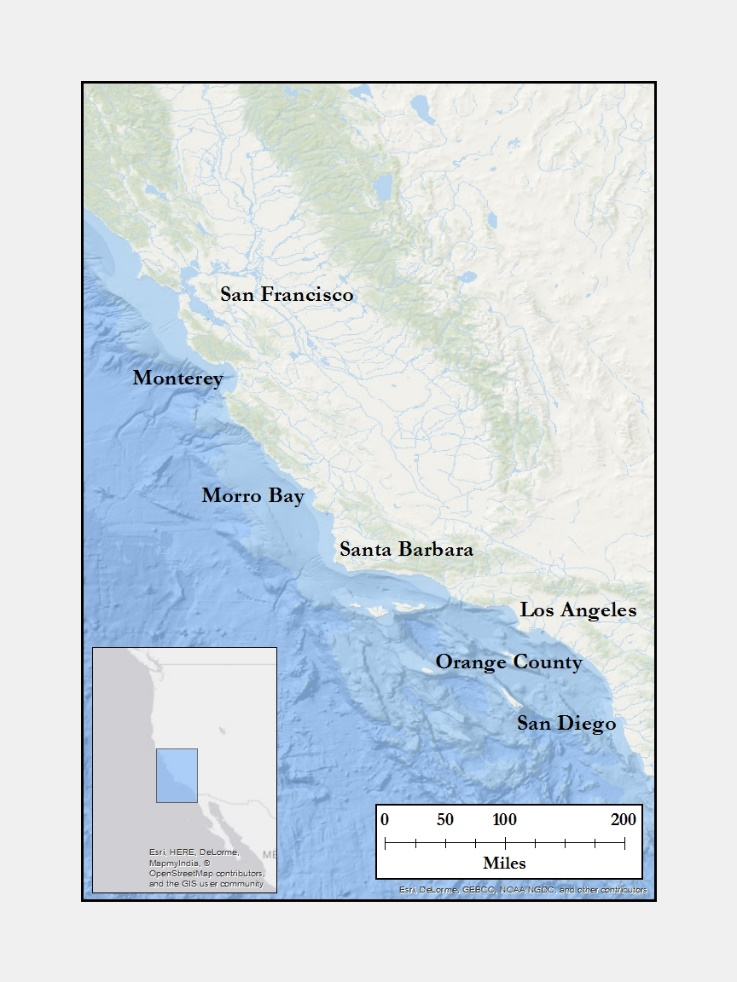 San Francisco
Monterey
Morro Bay
Santa Barbara
Los Angeles
Orange County
San Diego
0 50 100 200
Miles
Esri, DeLorme, GEBCO, NOAA NGDC, and other contributors
ME
Esri, HERE, DeLorme,
MapmyIndia, ©
OpenStreetMap contributors,
and the GIS user community